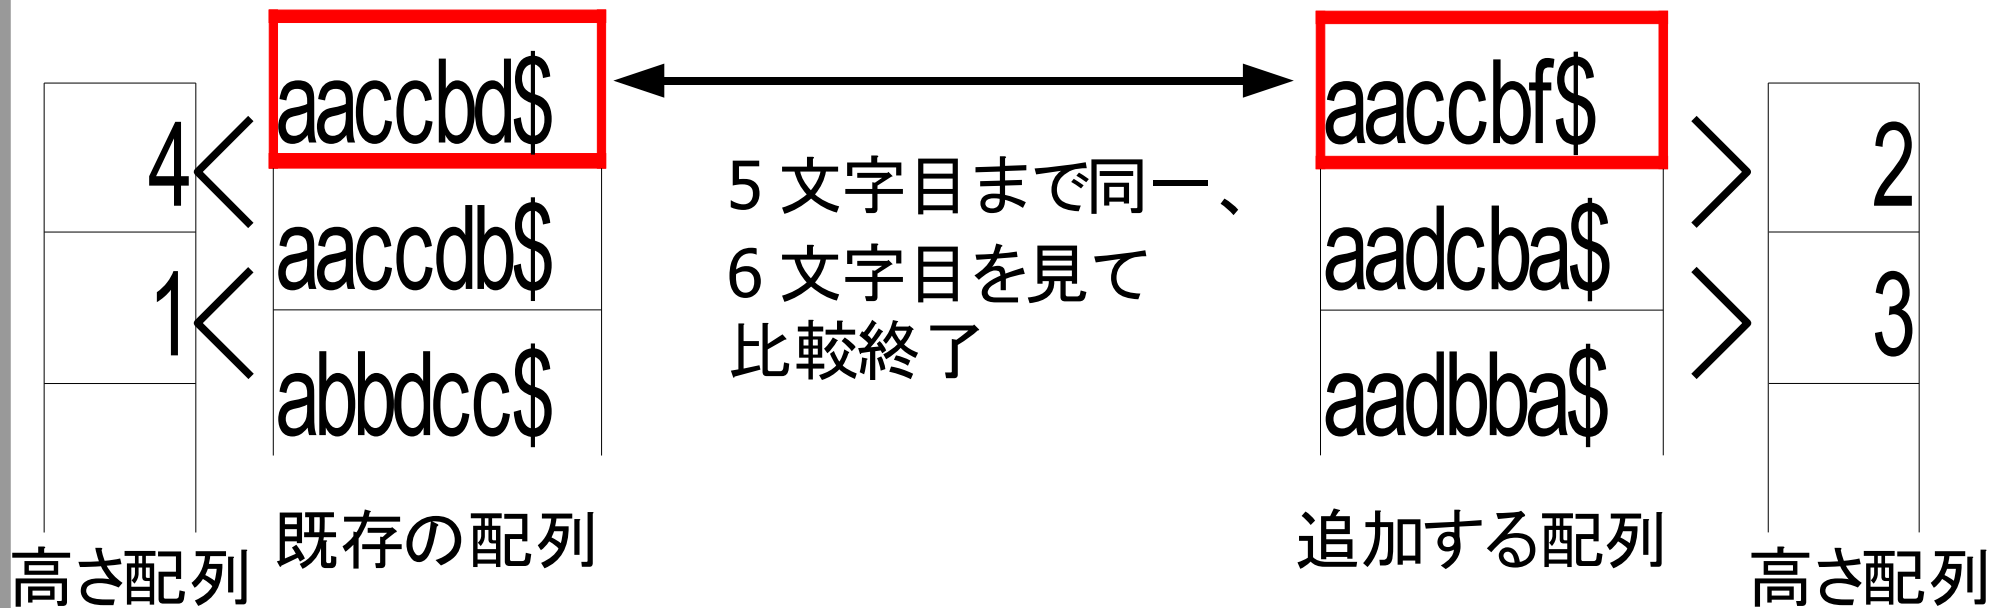 aaccbd$
aaccbf$
4
2
5 文字目まで同一、
6 文字目を見て
比較終了
aaccdb$
aadcba$
1
3
abbdcc$
aadbba$
既存の配列
追加する配列
高さ配列
高さ配列